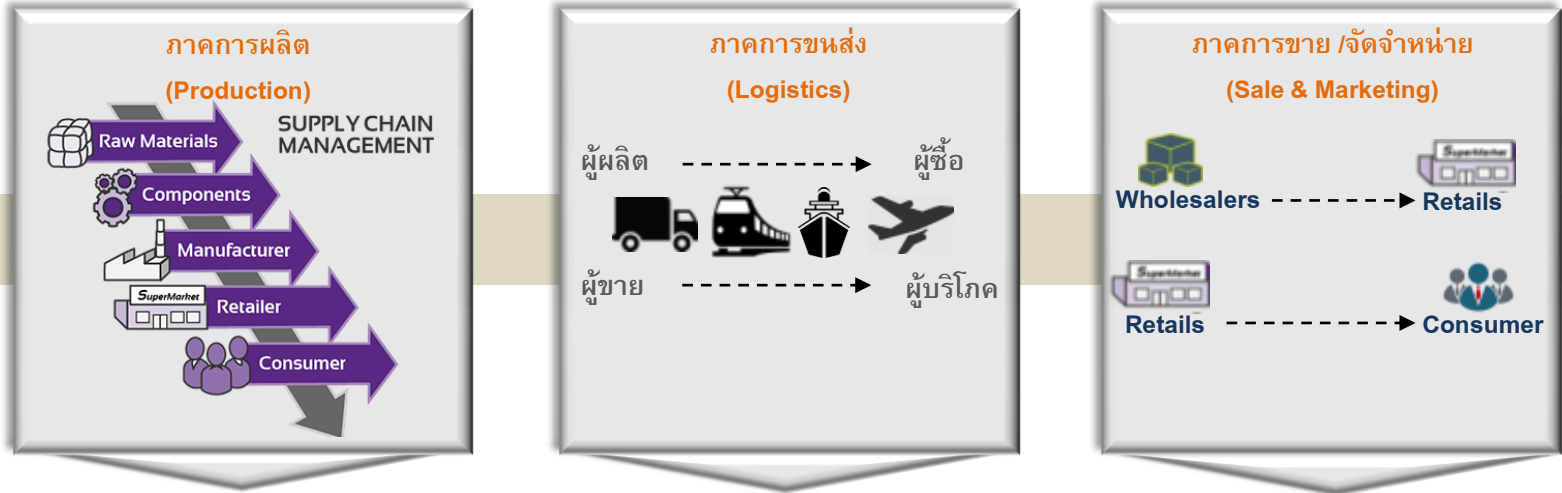 ภาคการผลิต
(Production)
SUPPLY CHAIN
MANAGEMENT
Raw Materials
Components
Manufacturer
SuperMarket
Retailer
Consumer
ภาคการขนส่ง
(Logistics)
ผู้ผลิต
ผู้ซื้อ
ผู้ขาย
ผู้บริโภค
ภาคการขาย /จัดจำหน่าย
(Sale & Marketing)
SuperMarket
Wholesalers
Retails
SuperMarket
Retails
Consumer